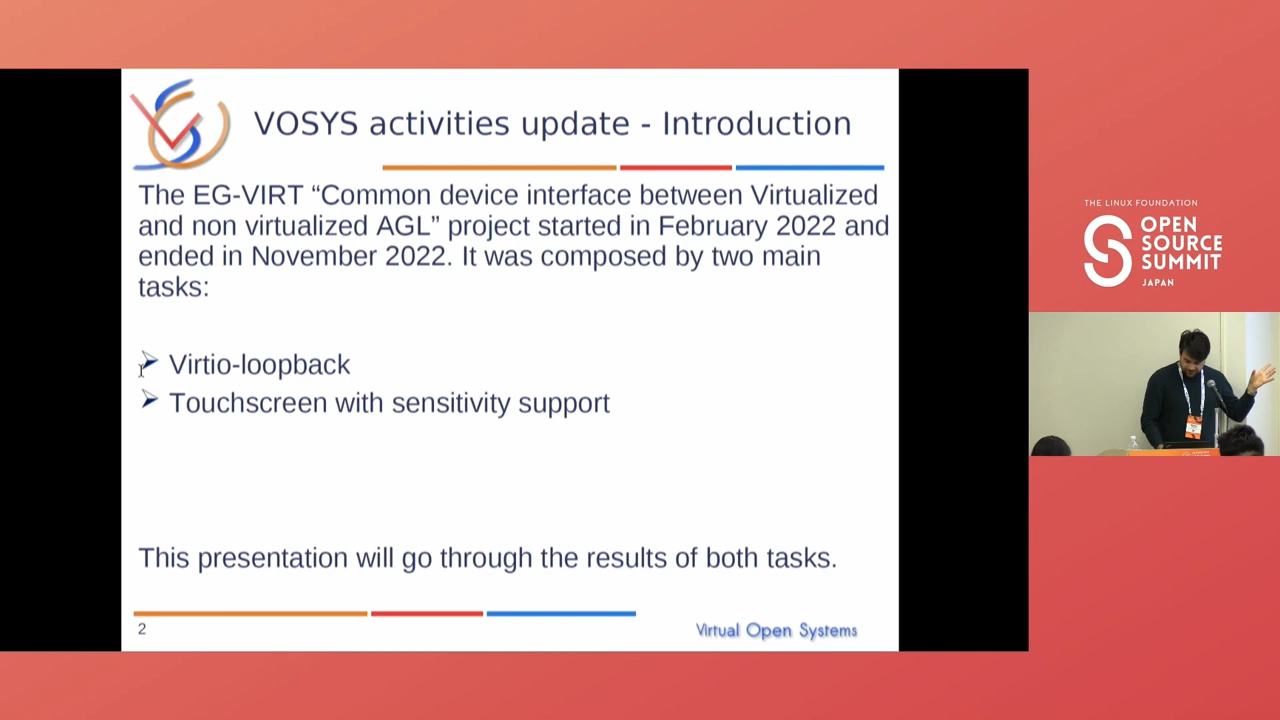 VOSYS activities update - Introduction
The EG-VIRT “Common device interface between Virtualized
and non virtualized AGL” project started in February 2022 and
ended in November 2022. It was composed by two main
tasks:
Virtio-loopback
Touchscreen with sensitivity support
This presentation will go through the results of both tasks.
2
Virtual Open Systems
THE LINUX FOUNDATION
OPEN
SOURCE
SUMMIT
JAPAN